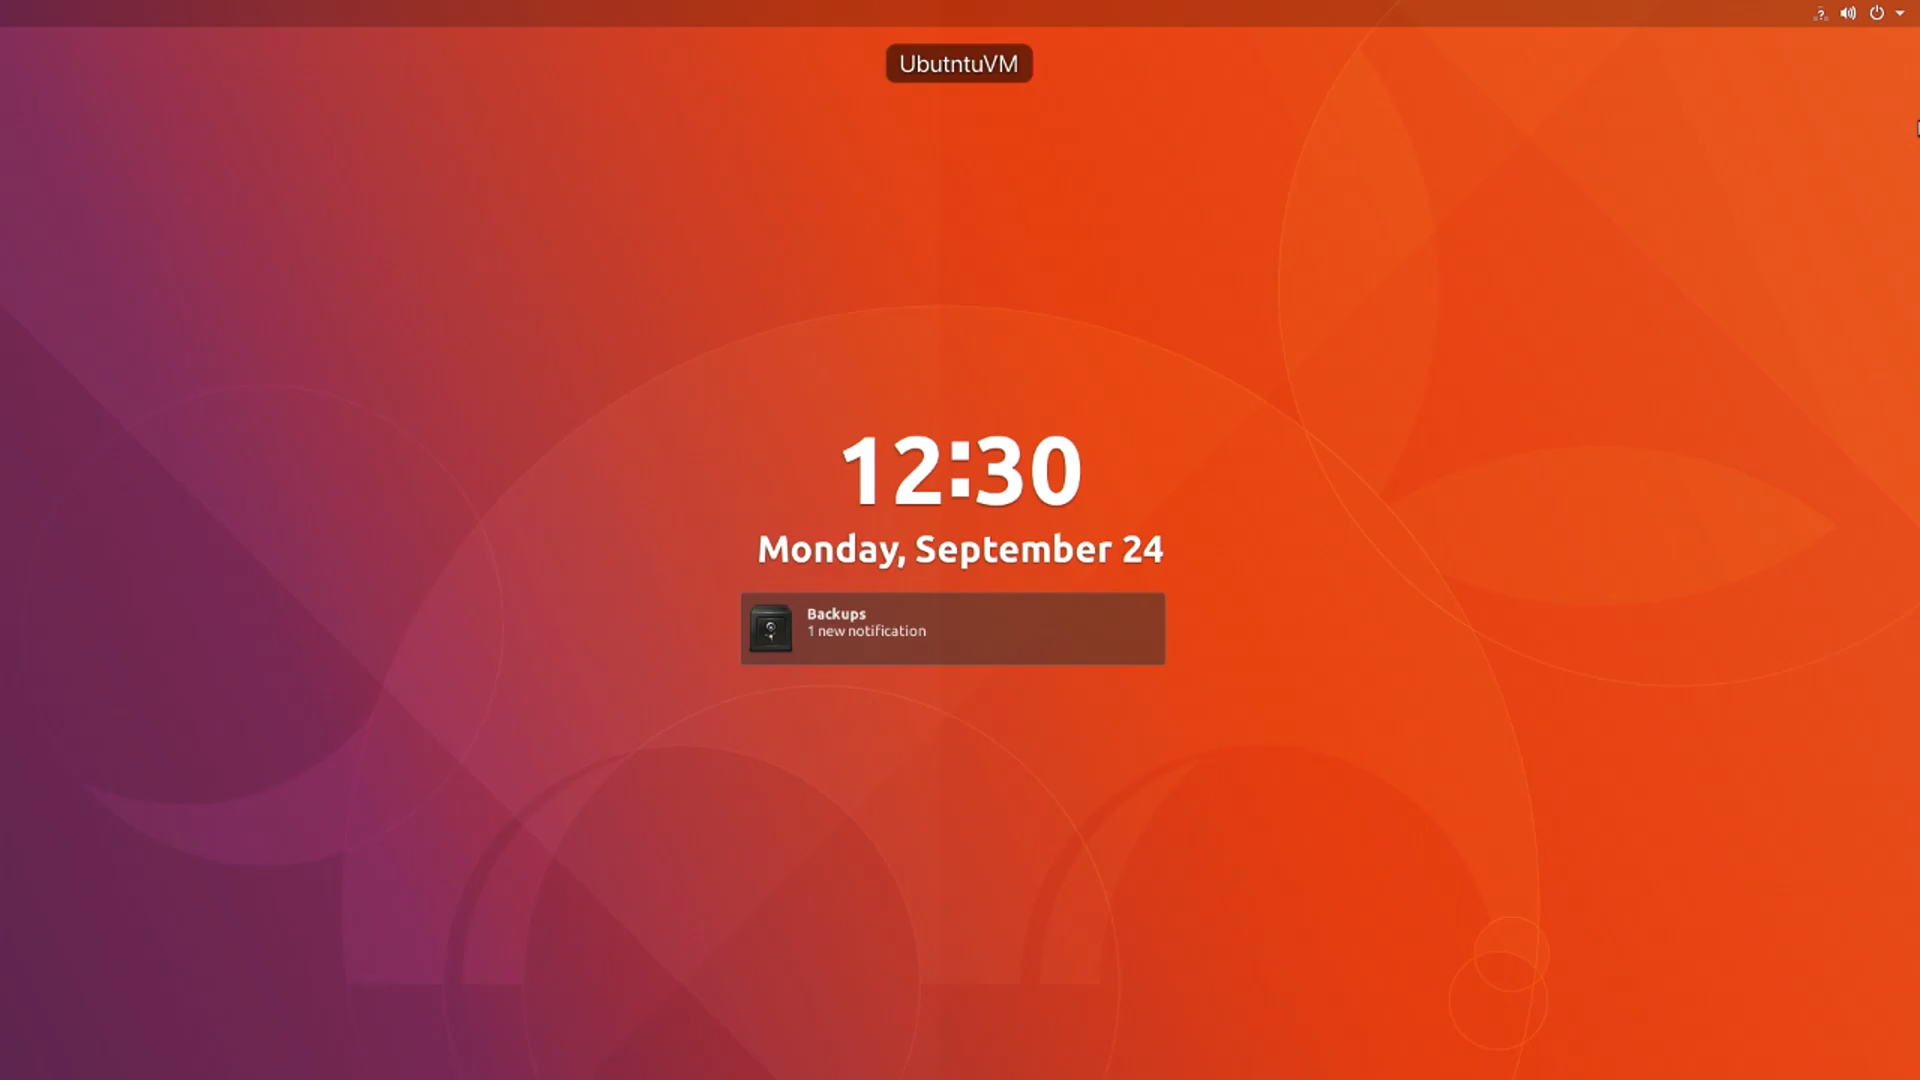 UbutntuVM
12:30
Monday, September 24
Backups
1 new notification